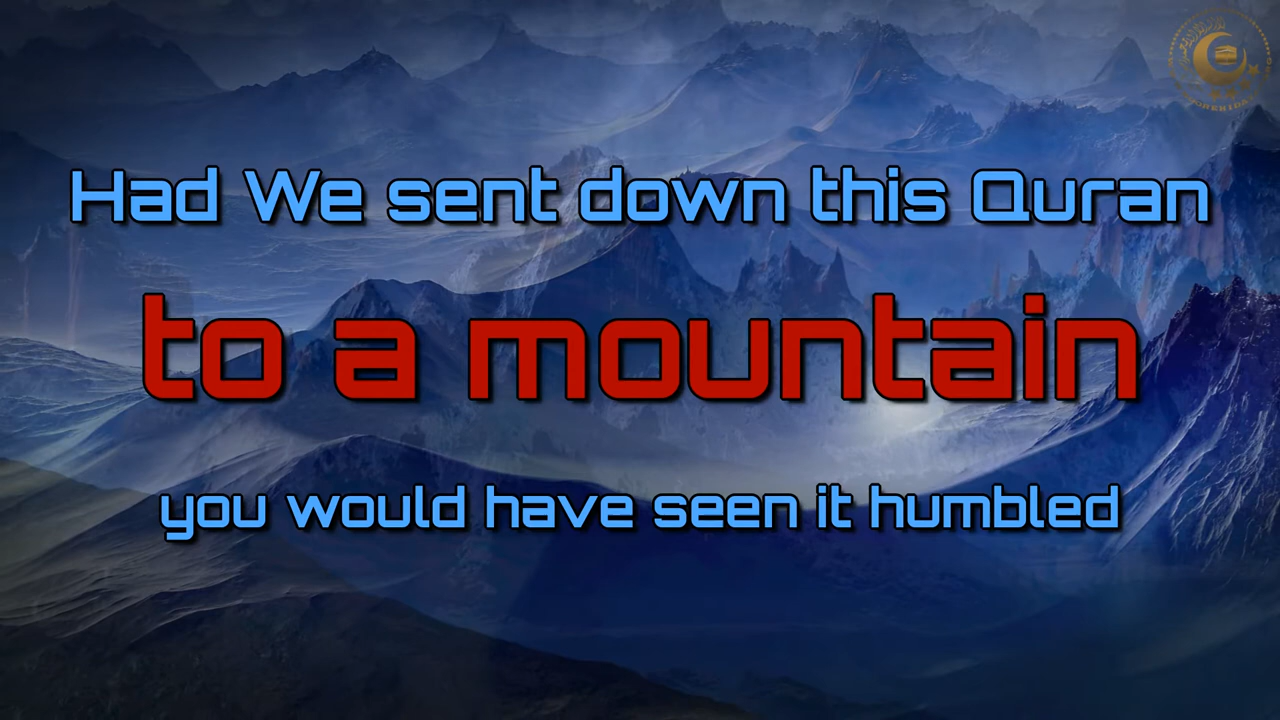 Had We sent down this Quran
to a mountain
you would have seen it humbled